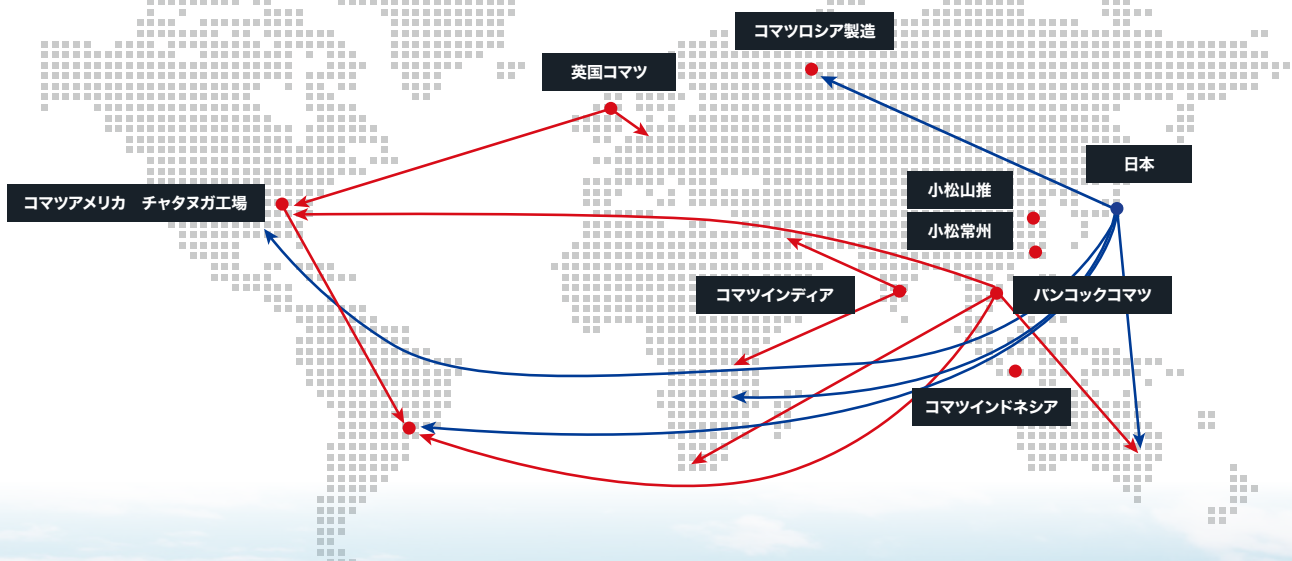 コマツロシア製造
英国コマツ
日本
小松山推
コマツアメリカ　チャタヌガ工場
小松常州
コマツインディア
バンコックコマツ
コマツインドネシア